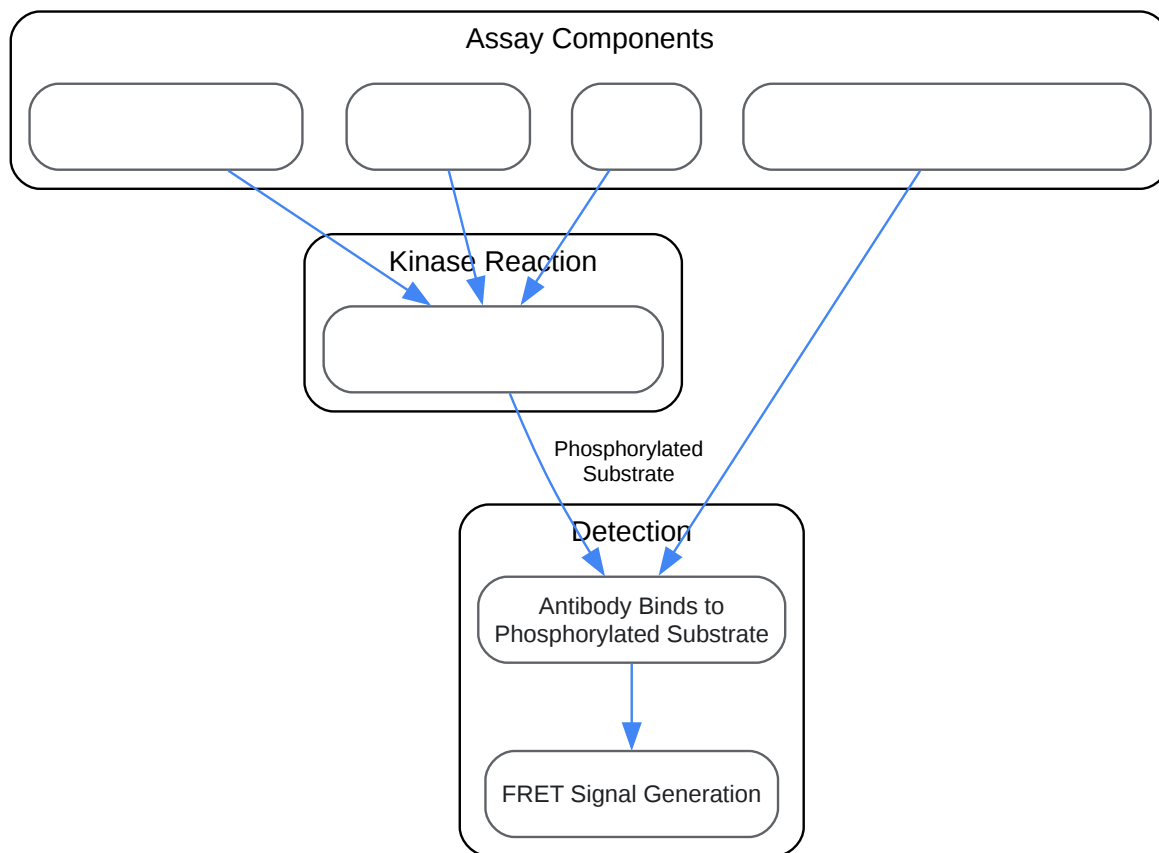 Assay Components
Kinase Reaction
Phosphorylated
Substrate
Detection
Antibody Binds to
Phosphorylated Substrate
FRET Signal Generation